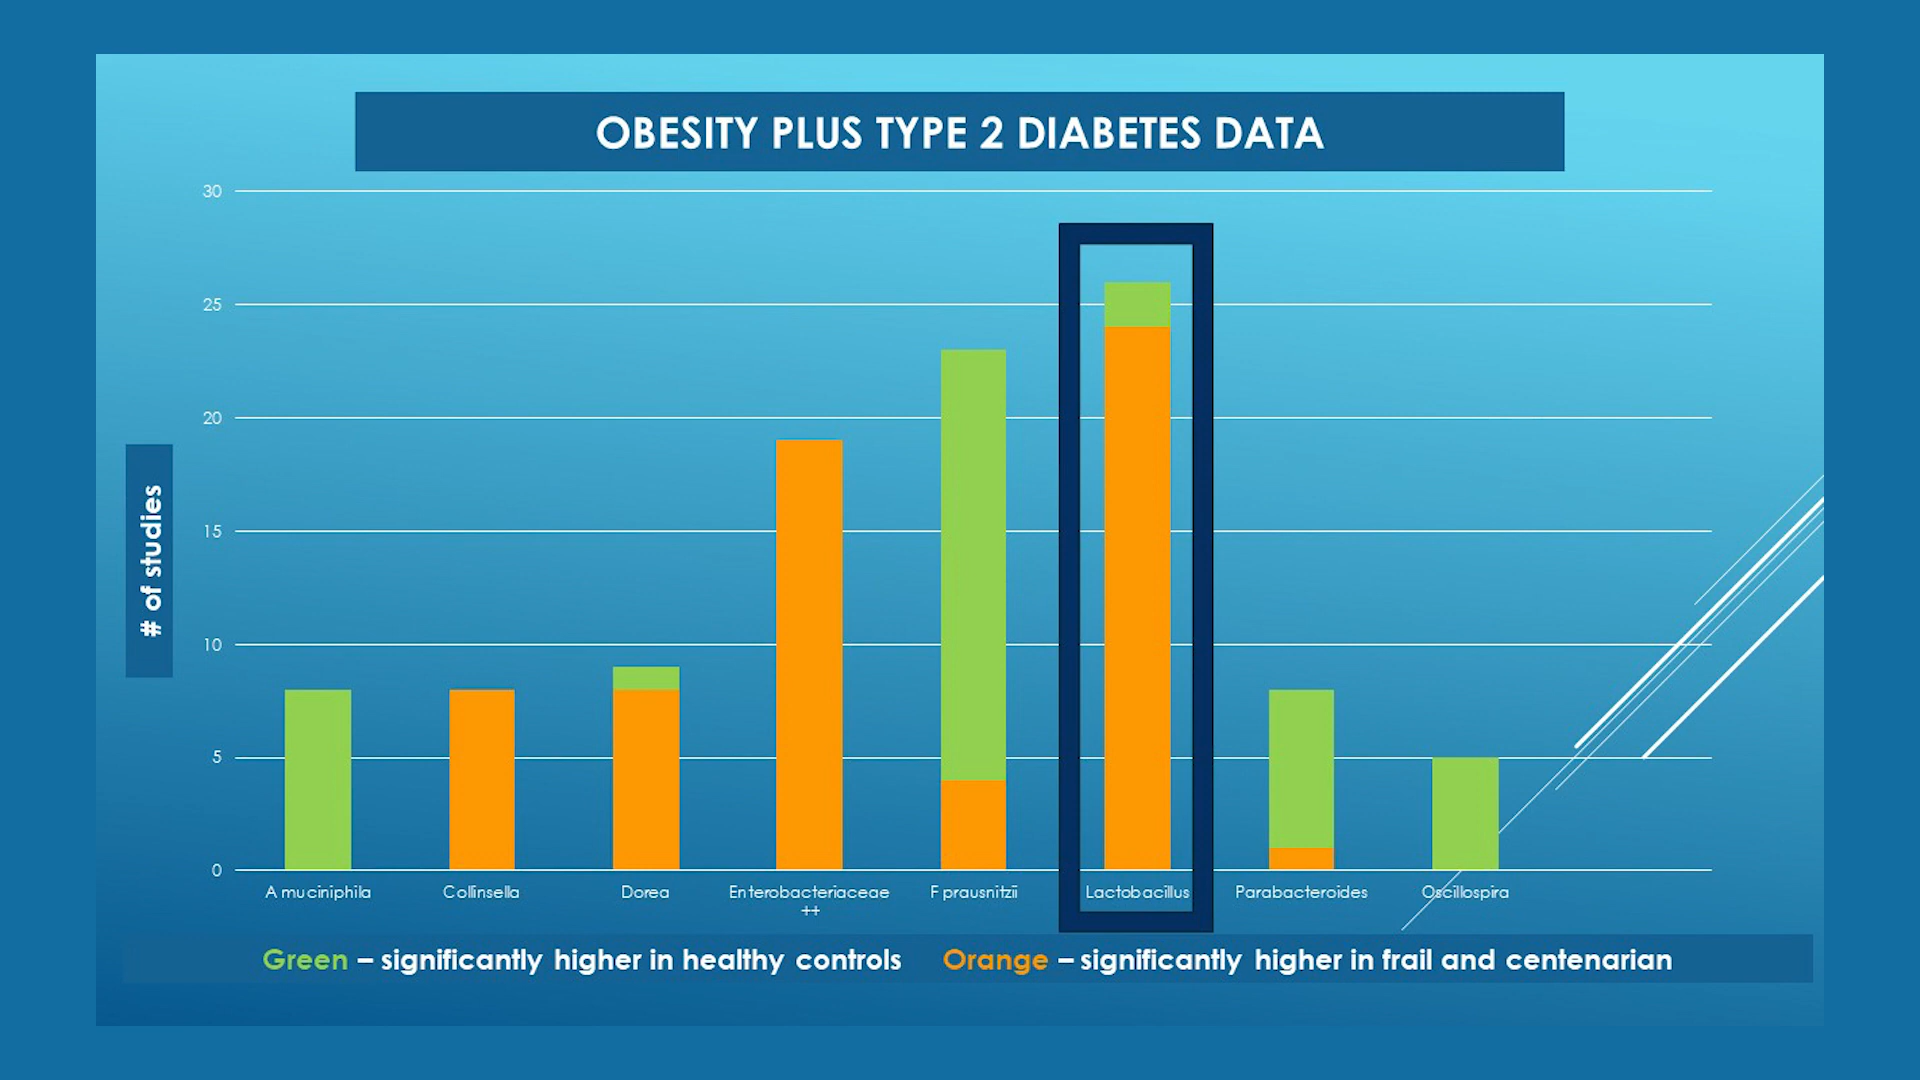 OBESITY PLUS TYPE 2 DIABETES DATA
30
25
20
15
10
5
0
# of studies
A muciniphila
Collinsella
Dorea
Enterobacteriaceae
++
F prausnitzii
Lactobacillus
Parabacteroides
Oscillospira
Green – significantly higher in healthy controls
Orange – significantly higher in frail and centenarian